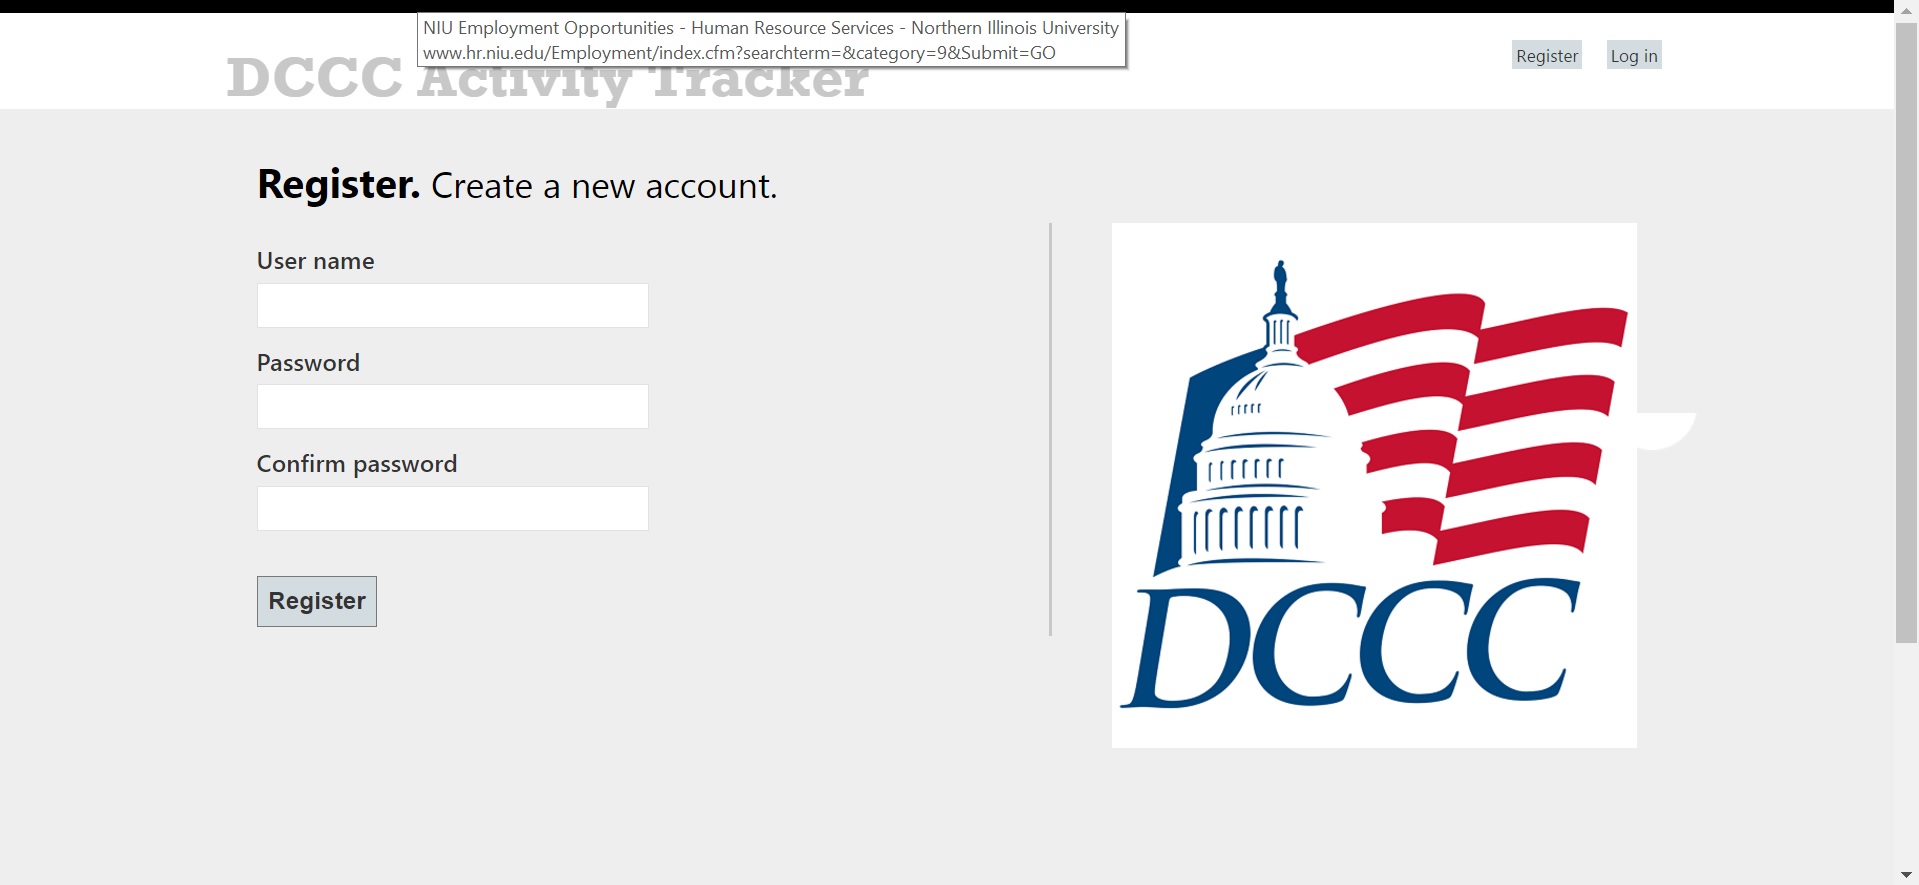 NIU Employment Opportunities - Human Resource Services - Northern Illinois University
www.hr.niu.edu/Employment/index.cfm?searchterm=&category=9&Submit=GO
DCCC Activity Tracker
Register
Log in
Register. Create a new account.
User name
Password
Confirm password
Register
DCCC